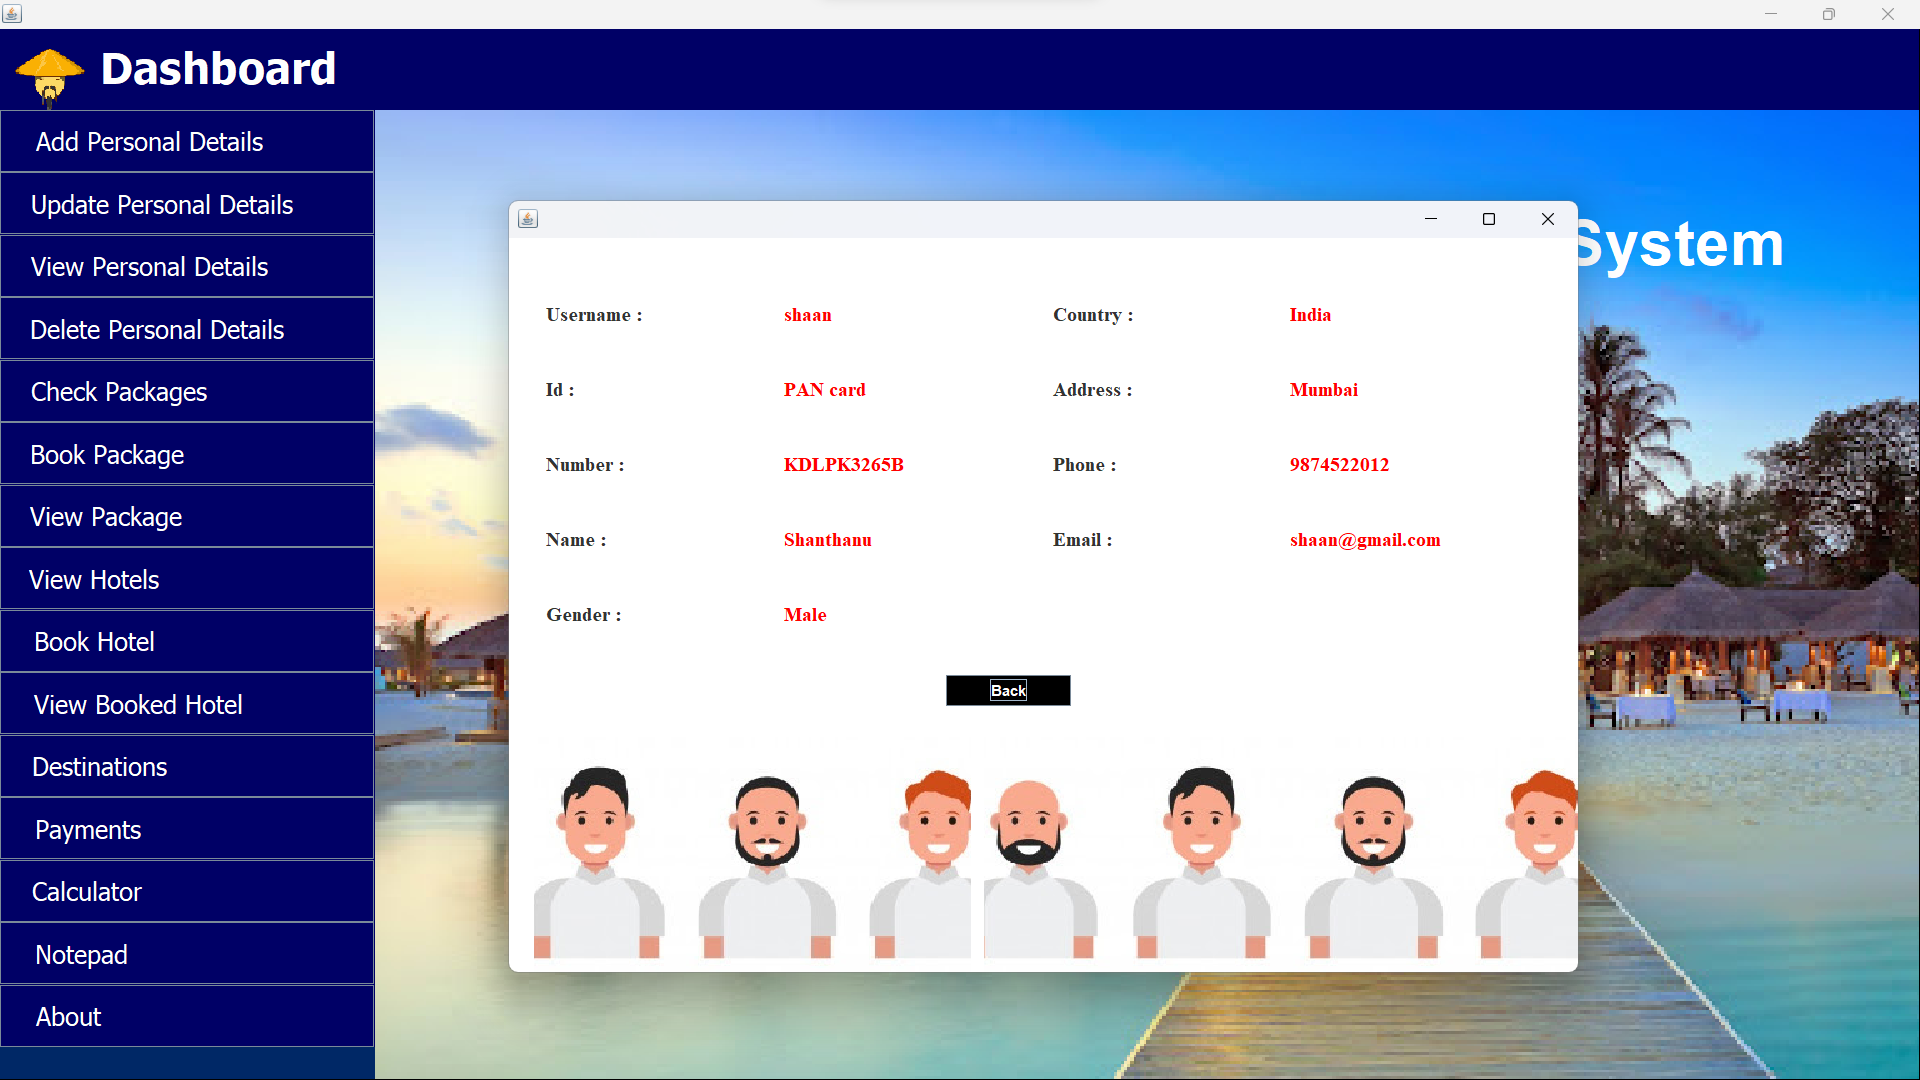 Dashboard
Add Personal Details
Update Personal Details
View Personal Details
Delete Personal Details
Check Packages
Book Package
View Package
View Hotels
Book Hotel
View Booked Hotel
Destinations
Payments
Calculator
Notepad
About
System
Username : shaan Country : India
Id : PAN card Address : Mumbai
Number : KDLPK3265B Phone : 9874522012
Name : Shanthanu Email : shaan@gmail.com
Gender : Male
Back